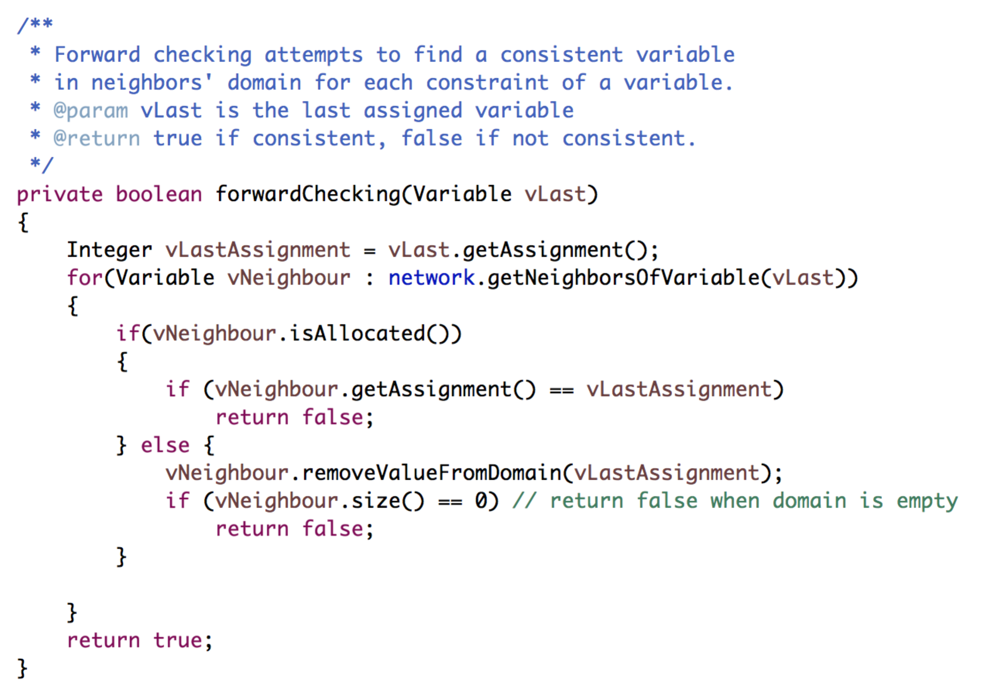 /**
 * Forward checking attempts to find a consistent variable
 * in neighbors' domain for each constraint of a variable.
 * @param vLast is the last assigned variable
 * @return true if consistent, false if not consistent.
 */
private boolean forwardChecking(Variable vLast)
{
    Integer vLastAssignment = vLast.getAssignment();
    for(Variable vNeighbour : network.getNeighborsOfVariable(vLast))
    {
        if(vNeighbour.isAllocated())
        {
            if (vNeighbour.getAssignment() == vLastAssignment)
                return false;
        } else {
            vNeighbour.removeValueFromDomain(vLastAssignment);
            if (vNeighbour.size() == 0) // return false when domain is empty
                return false;
        }
    }
    return true;
}